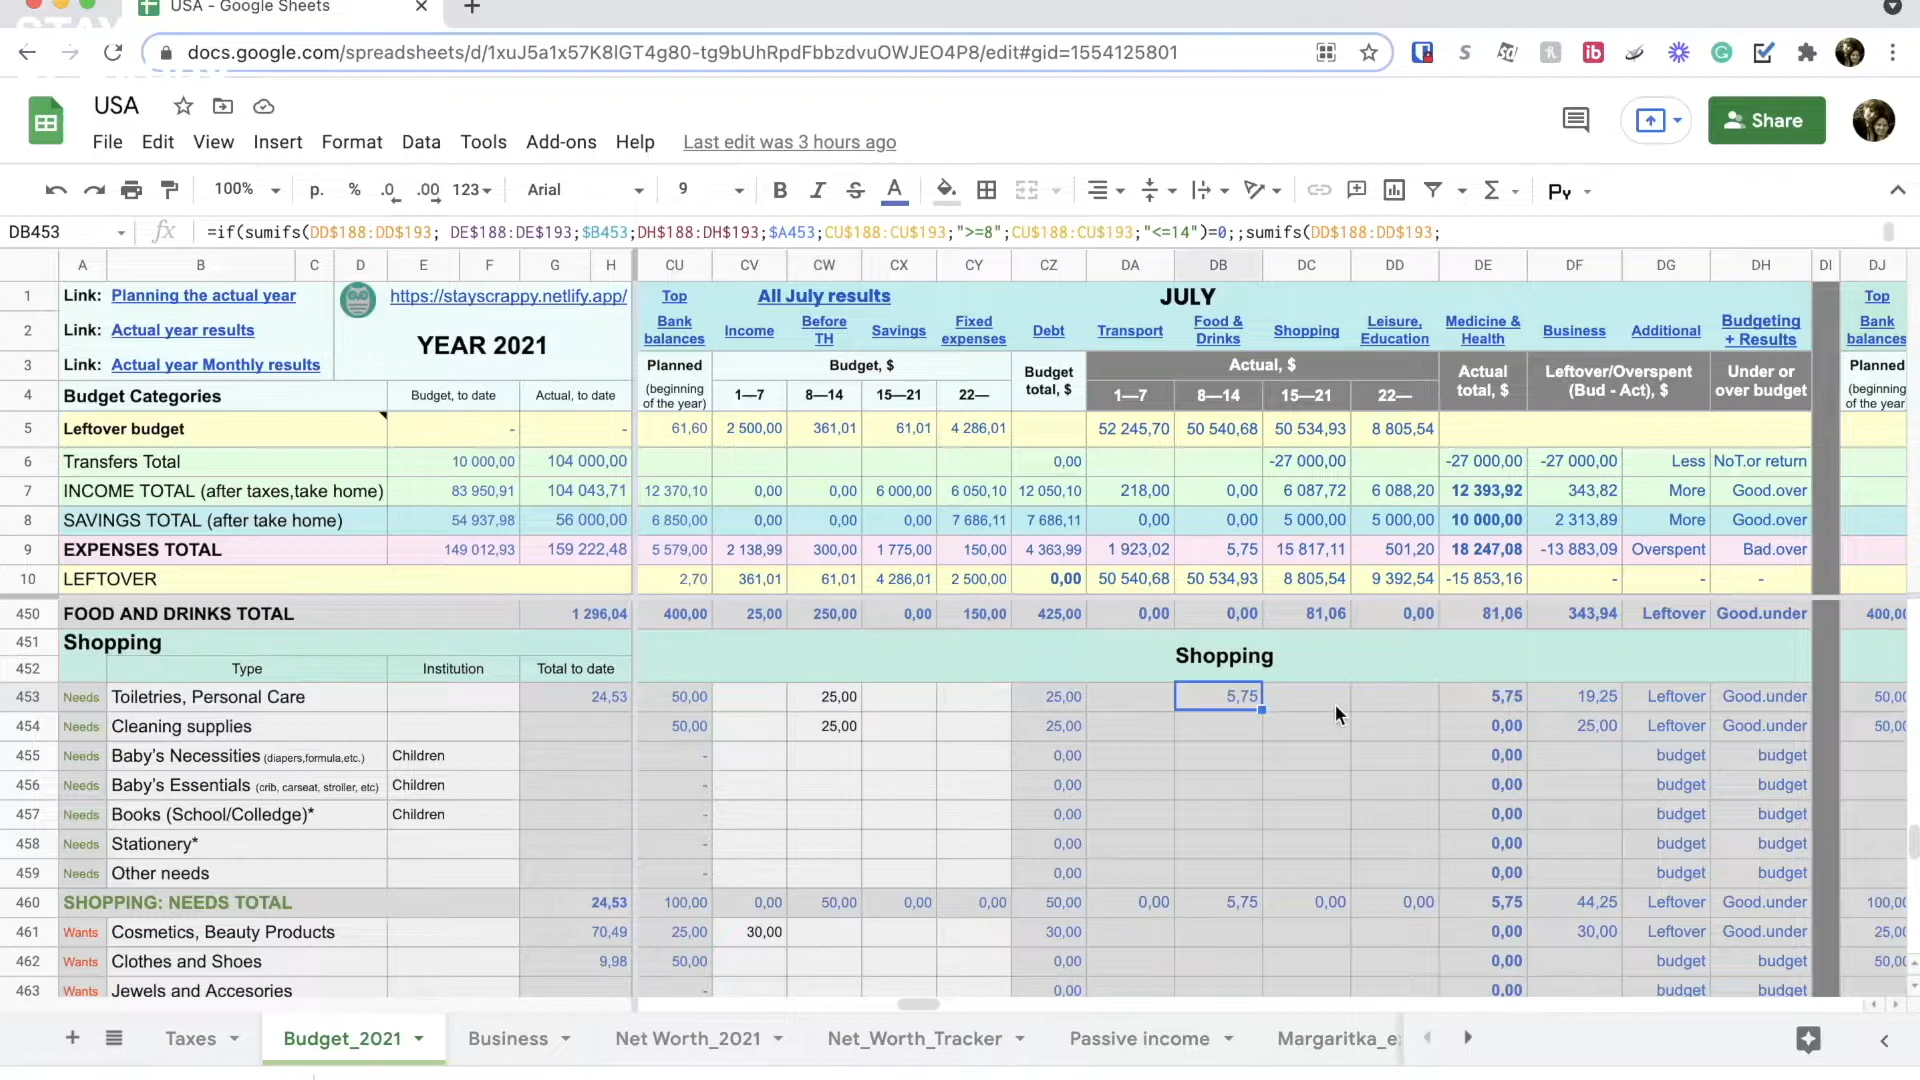 STAY
USA - Google Sheets
docs.google.com/spreadsheets/d/1xuJ5a1x57K8lGT4g80-tg9bUhRpdFbbzdvuOWJEO4P8/edit#gid=1554125801
USA
Share
File Edit View Insert Format Data Tools Add-ons Help Last edit was 3 hours ago
100% p. % .0 .00 123 Arial 9 B I S A Σ Py
DB453 fx =if(sumifs(DD$188:DD$193; DE$188:DE$193;$B453;DH$188:DH$193;$A453;CU$188:CU$193;">=8";CU$188:CU$193;"<=14")=0;;sumifs(DD$188:DD$193;
A B C D E F G H CU CV CW CX CY CZ DA DB DC DD DE DF DG DH DI DJ
1 Link: Planning the actual year https://stayscrappy.netlify.app/ Top All July results JULY Top
2 Link: Actual year results YEAR 2021 Bank balances Income Before TH Savings Fixed expenses Debt Transport Food & Drinks Shopping Leisure, Education Medicine & Health Business Additional Budgeting + Results Bank balances
3 Link: Actual year Monthly results Planned Budget, $ Budget total, $ Actual, $ Actual total, $ Leftover/Overspent (Bud - Act), $ Under or over budget Planned
4 Budget Categories Budget, to date Actual, to date (beginning of the year) 1—7 8—14 15—21 22— 1—7 8—14 15—21 22— (beginning of the year
5 Leftover budget - - 61,60 2 500,00 361,01 61,01 4 286,01 52 245,70 50 540,68 50 534,93 8 805,54
6 Transfers Total 10 000,00 104 000,00 0,00 -27 000,00 -27 000,00 -27 000,00 Less NoT.or return
7 INCOME TOTAL (after taxes,take home) 83 950,91 104 043,71 12 370,10 0,00 0,00 6 000,00 6 050,10 12 050,10 218,00 0,00 6 087,72 6 088,20 12 393,92 343,82 More Good.over
8 SAVINGS TOTAL (after take home) 54 937,98 56 000,00 6 850,00 0,00 0,00 0,00 7 686,11 7 686,11 0,00 0,00 5 000,00 5 000,00 10 000,00 2 313,89 More Good.over
9 EXPENSES TOTAL 149 012,93 159 222,48 5 579,00 2 138,99 300,00 1 775,00 150,00 4 363,99 1 923,02 5,75 15 817,11 501,20 18 247,08 -13 883,09 Overspent Bad.over
10 LEFTOVER 2,70 361,01 61,01 4 286,01 2 500,00 0,00 50 540,68 50 534,93 8 805,54 9 392,54 -15 853,16 - - -
450 FOOD AND DRINKS TOTAL 1 296,04 400,00 25,00 250,00 0,00 150,00 425,00 0,00 0,00 81,06 0,00 81,06 343,94 Leftover Good.under 400,00
451 Shopping Shopping
452 Type Institution Total to date
453 Needs Toiletries, Personal Care 24,53 50,00 25,00 25,00 5,75 5,75 19,25 Leftover Good.under 50,00
454 Needs Cleaning supplies 50,00 25,00 25,00 0,00 25,00 Leftover Good.under 50,00
455 Needs Baby's Necessities (diapers,formula,etc.) Children - 0,00 0,00 budget budget
456 Needs Baby's Essentials (crib, carseat, stroller, etc) Children - 0,00 0,00 budget budget
457 Needs Books (School/Colledge)* Children - 0,00 0,00 budget budget
458 Needs Stationery* - 0,00 0,00 budget budget
459 Needs Other needs - 0,00 0,00 budget budget
460 SHOPPING: NEEDS TOTAL 24,53 100,00 0,00 50,00 0,00 0,00 50,00 0,00 5,75 0,00 0,00 5,75 44,25 Leftover Good.under 100,00
461 Wants Cosmetics, Beauty Products 70,49 25,00 30,00 30,00 0,00 30,00 Leftover Good.under 25,00
462 Wants Clothes and Shoes 9,98 50,00 0,00 0,00 budget budget 50,00
463 Wants Jewels and Accesories - 0,00 0,00 budget budget
Taxes Budget_2021 Business Net Worth_2021 Net_Worth_Tracker Passive income Margaritka_e